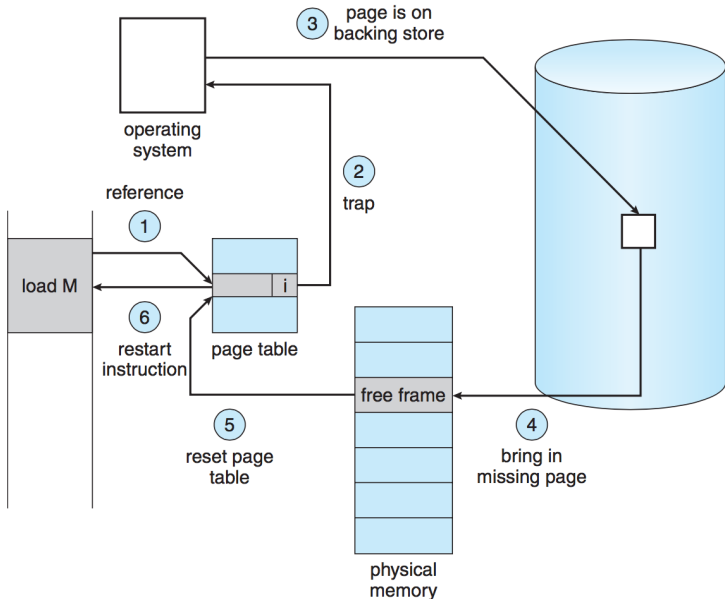 3
page is on
backing store
operating
system
2
trap
reference
1
load M
i
6
restart
instruction
page table
free frame
5
reset page
table
4
bring in
missing page
physical
memory